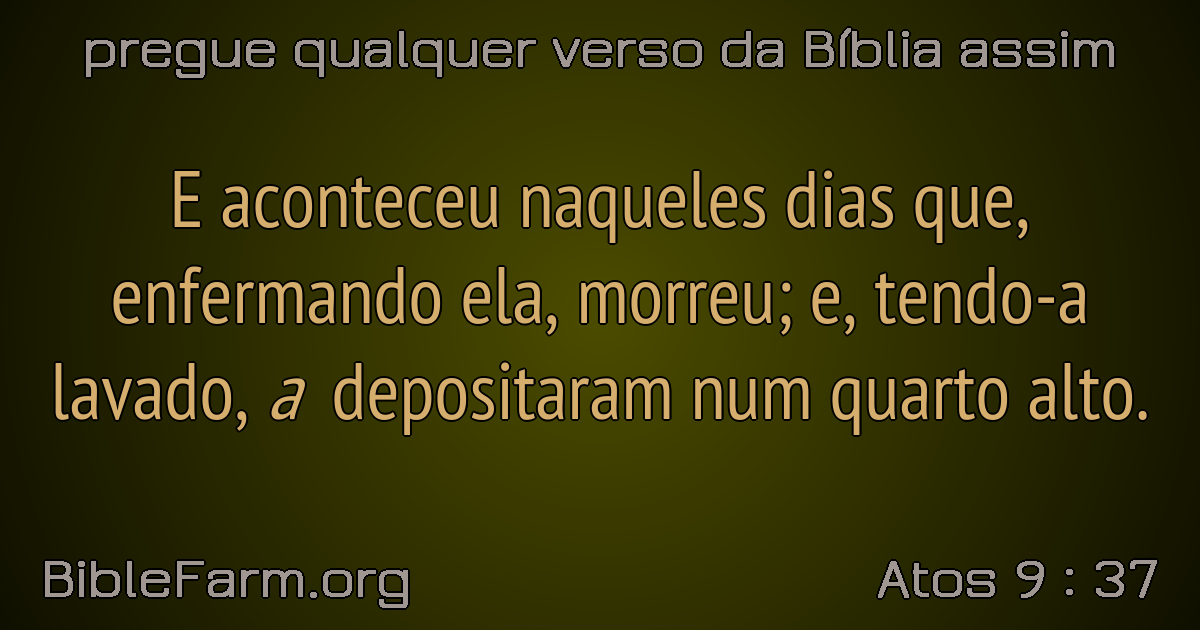 pregue qualquer verso da Bíblia assim
E aconteceu naqueles dias que,
enfermando ela, morreu; e, tendo-a
lavado, a depositaram num quarto alto.
BibleFarm.org
Atos 9 : 37